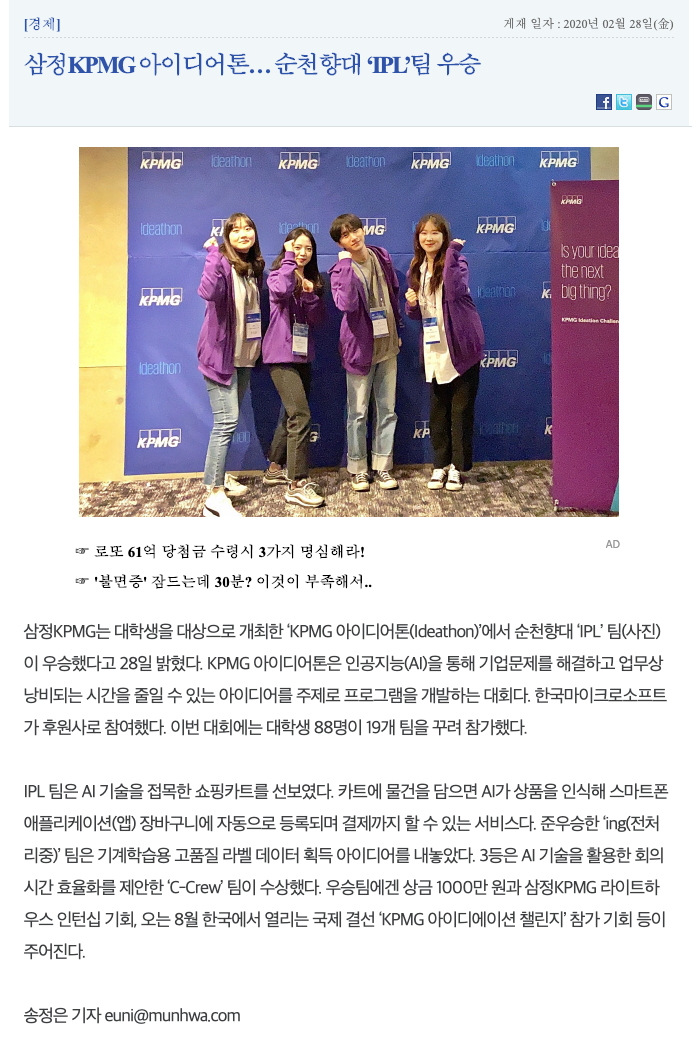 [경제]
게재 일자 : 2020년 02월 28일(金)
삼정KPMG 아이디어톤… 순천향대 ‘IPL’팀 우승
KPMG Ideathon KPMG Ideathon KPMG Ideathon KPMG
KPMG
Ideathon KPMG KPMG
Is your idea
the next
big thing?
KPMG Ideathon
KPMG Ideation Challen
Ideathon KPMG
KPMG Ideathon
AD
☞ 로또 61억 당첨금 수령시 3가지 명심해라!
☞ '불면증' 잠드는데 30분? 이것이 부족해서..
삼정KPMG는 대학생을 대상으로 개최한 ‘KPMG 아이디어톤(Ideathon)’에서 순천향대 ‘IPL’ 팀(사진)
이 우승했다고 28일 밝혔다. KPMG 아이디어톤은 인공지능(AI)을 통해 기업문제를 해결하고 업무상
낭비되는 시간을 줄일 수 있는 아이디어를 주제로 프로그램을 개발하는 대회다. 한국마이크로소프트
가 후원사로 참여했다. 이번 대회에는 대학생 88명이 19개 팀을 꾸려 참가했다.
IPL 팀은 AI 기술을 접목한 쇼핑카트를 선보였다. 카트에 물건을 담으면 AI가 상품을 인식해 스마트폰
애플리케이션(앱) 장바구니에 자동으로 등록되며 결제까지 할 수 있는 서비스다. 준우승한 ‘ing(전처
리중)’ 팀은 기계학습용 고품질 라벨 데이터 획득 아이디어를 내놓았다. 3등은 AI 기술을 활용한 회의
시간 효율화를 제안한 ‘C-Crew’ 팀이 수상했다. 우승팀에겐 상금 1000만 원과 삼정KPMG 라이트하
우스 인턴십 기회, 오는 8월 한국에서 열리는 국제 결선 ‘KPMG 아이디에이션 챌린지’ 참가 기회 등이
주어진다.
송정은 기자 euni@munhwa.com